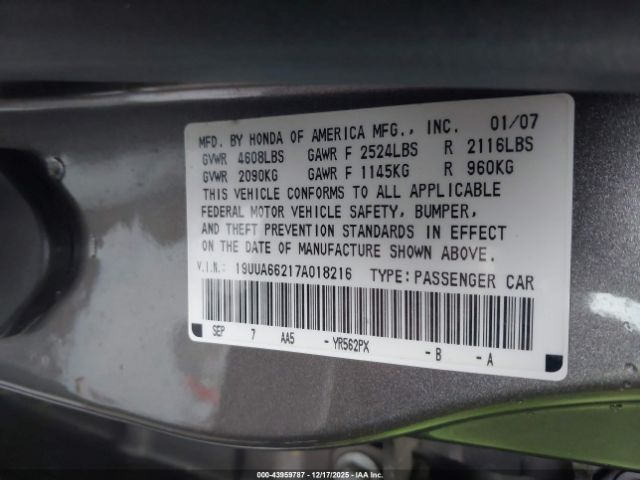 MFD. BY HONDA OF AMERICA MFG., INC. 01/07
GVWR 4608LBS GAWR F 2524LBS R 2116LBS
GVWR 2090KG GAWR F 1145KG R 960KG
THIS VEHICLE CONFORMS TO ALL APPLICABLE
FEDERAL MOTOR VEHICLE SAFETY, BUMPER,
AND THEFT PREVENTION STANDARDS IN EFFECT
ON THE DATE OF MANUFACTURE SHOWN ABOVE.
V.I.N.: 19UUA66217A018216 TYPE: PASSENGER CAR
SEP 7 AA5 - YR562PX - B - A
000-43959787 - 12/17/2025 - IAA Inc.